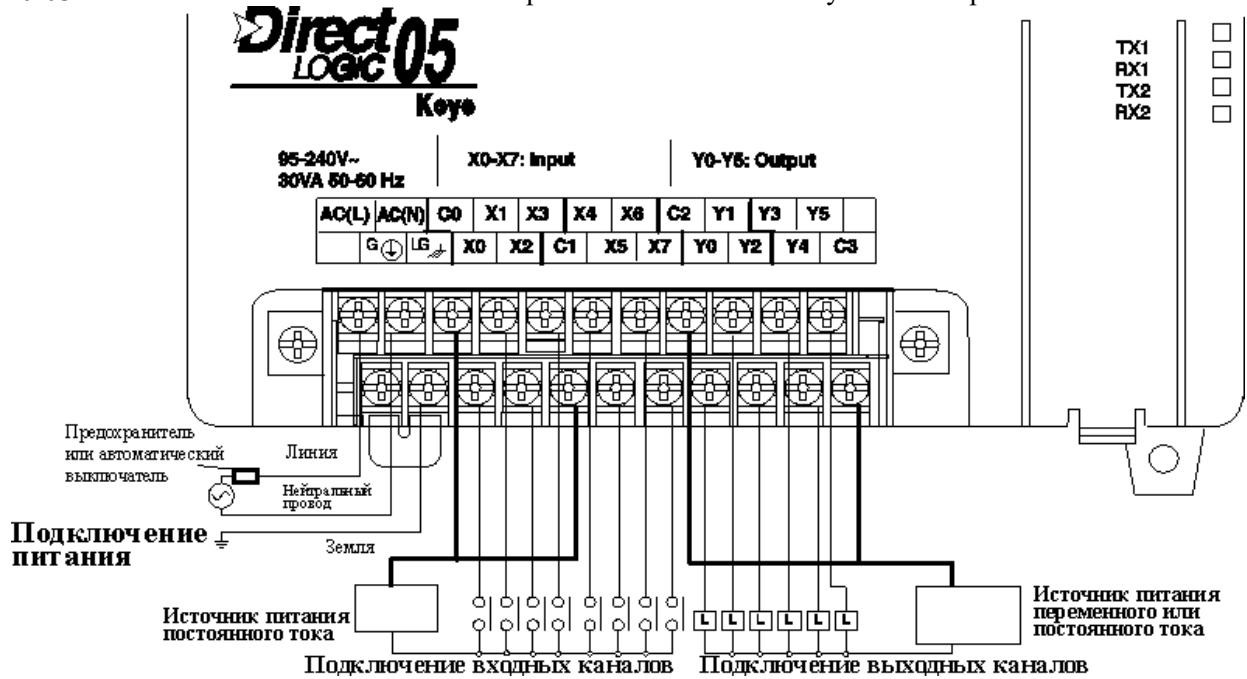 Direct
LOGIC 05
Koyo
TX1
RX1
TX2
RX2
95-240V~
30VA 50-60 Hz
X0-X7: Input
Y0-Y5: Output
AC(L) AC(N) C0 X1 X3 X4 X6 C2 Y1 Y3 Y5
G LG X0 X2 C1 X5 X7 Y0 Y2 Y4 C3
Предохранитель
или автоматический
выключатель
Линия
Нейтральный
провод
Подключение
питания
Земля
Источник питания
постоянного тока
L L L L L L
Источник питания
переменного или
постоянного тока
Подключение входных каналов
Подключение выходных каналов